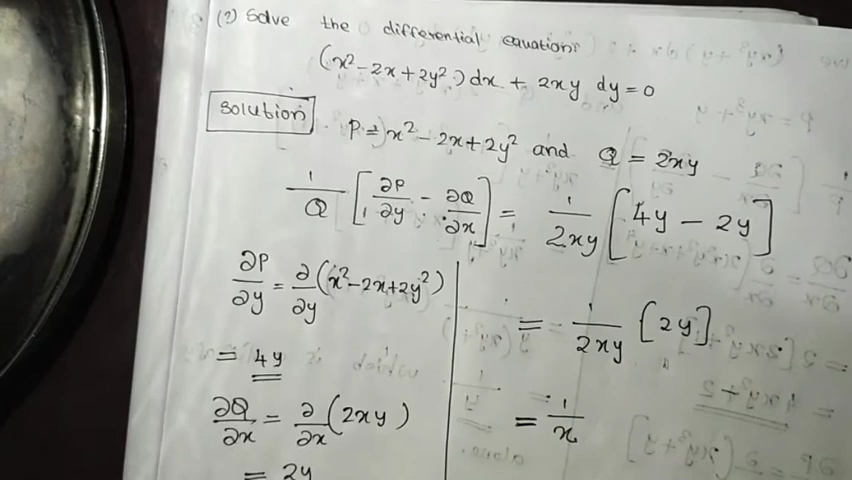 (2) Solve the differential equation:
(x² - 2x + 2y²) dx + 2xy dy = 0
Solution
P = x² - 2x + 2y² and Q = 2xy
1/Q [∂P/∂y - ∂Q/∂x] = 1/2xy [4y - 2y]
∂P/∂y = ∂/∂y (x² - 2x + 2y²)
= 1/2xy [2y]
= 4y
= 1/x
∂Q/∂x = ∂/∂x (2xy)
= 2y